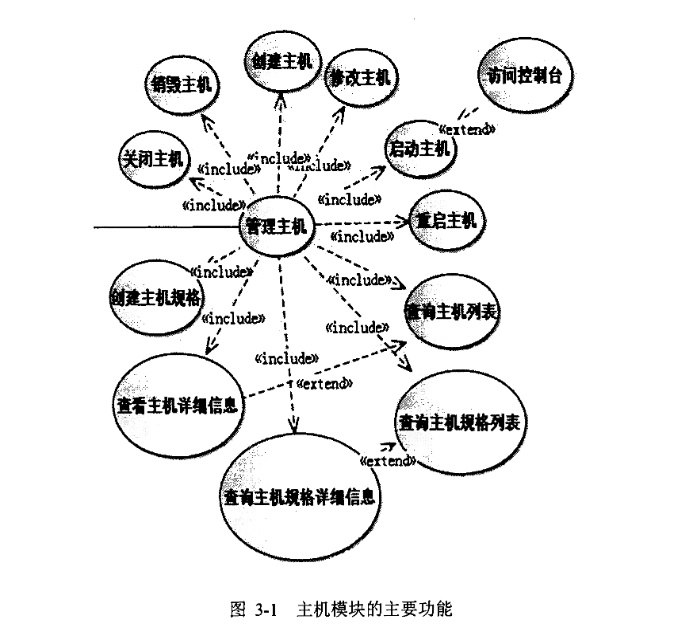 创建主机
销毁主机
修改主机
访问控制台
«extend»
关闭主机
启动主机
«include»
«include»
«include»
«include»
«include»
管理主机
重启主机
«include»
«include»
«include»
创建主机规格
查询主机列表
«include»
«include»
«include»
«extend»
查看主机详细信息
查询主机规格列表
«extend»
查询主机规格详细信息
图 3-1 主机模块的主要功能